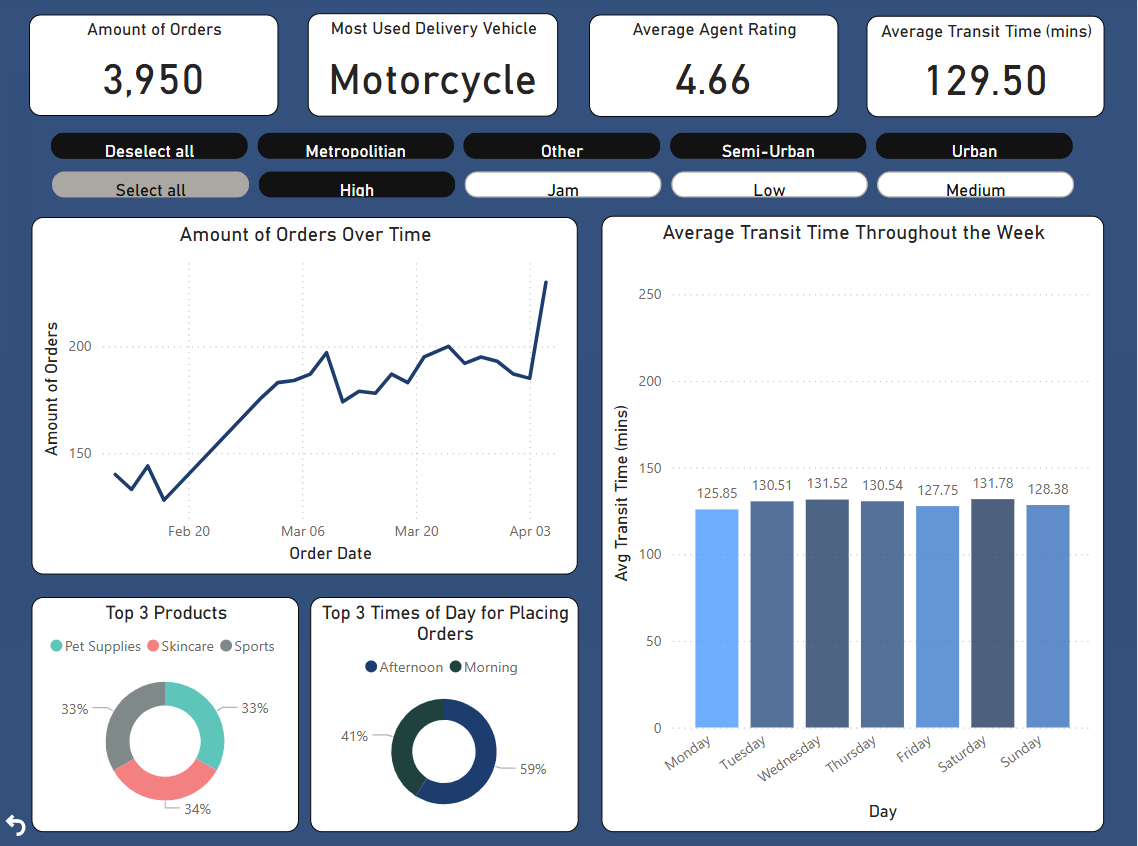 Amount of Orders
3,950
Most Used Delivery Vehicle
Motorcycle
Average Agent Rating
4.66
Average Transit Time (mins)
129.50
Deselect all
Metropolitian
Other
Semi-Urban
Urban
Select all
High
Jam
Low
Medium
Amount of Orders Over Time
Amount of Orders
200
150
Feb 20
Mar 06
Mar 20
Apr 03
Order Date
Average Transit Time Throughout the Week
Avg Transit Time (mins)
250
200
150
100
50
0
125.85
130.51
131.52
130.54
127.75
131.78
128.38
Monday
Tuesday
Wednesday
Thursday
Friday
Saturday
Sunday
Day
Top 3 Products
Pet Supplies
Skincare
Sports
33%
33%
34%
Top 3 Times of Day for Placing
Orders
Afternoon
Morning
41%
59%